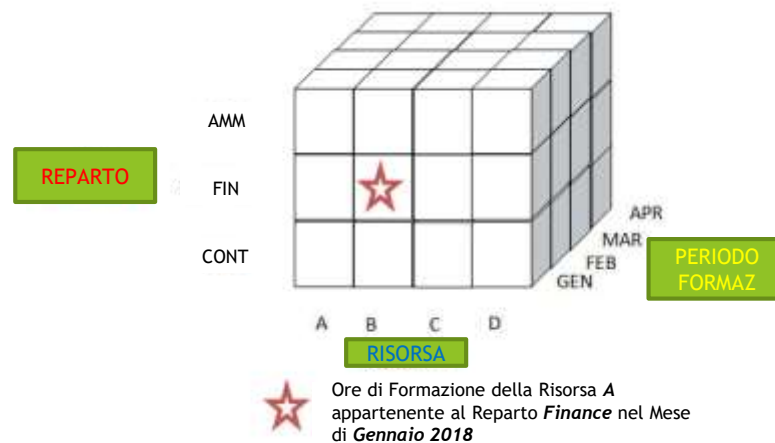 AMM
REPARTO
FIN
CONT
APR
MAR
FEB
GEN
PERIODO
FORMAZ
A B C D
RISORSA
Ore di Formazione della Risorsa A
appartenente al Reparto Finance nel Mese
di Gennaio 2018